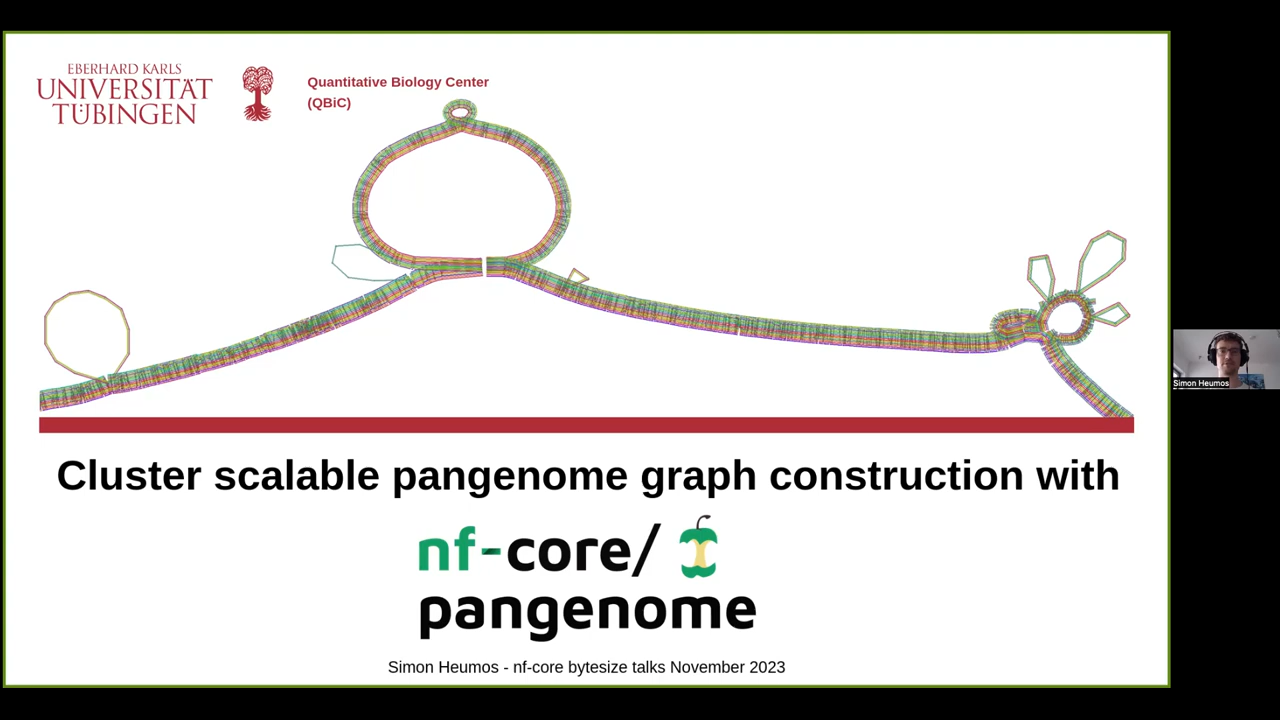 EBERHARD KARLS
UNIVERSITÄT
TÜBINGEN
Quantitative Biology Center
(QBiC)
Simon Heumos
Cluster scalable pangenome graph construction with
nf-core/
pangenome
Simon Heumos - nf-core bytesize talks November 2023